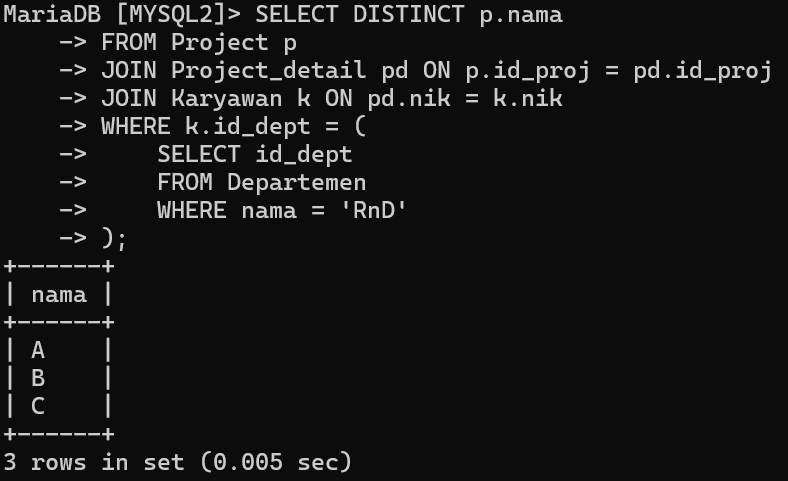 MariaDB [MYSQL2]> SELECT DISTINCT p.nama
    -> FROM Project p
    -> JOIN Project_detail pd ON p.id_proj = pd.id_proj
    -> JOIN Karyawan k ON pd.nik = k.nik
    -> WHERE k.id_dept = (
    ->     SELECT id_dept
    ->     FROM Departemen
    ->     WHERE nama = 'RnD'
    -> );
+------+
| nama |
+------+
| A    |
| B    |
| C    |
+------+
3 rows in set (0.005 sec)